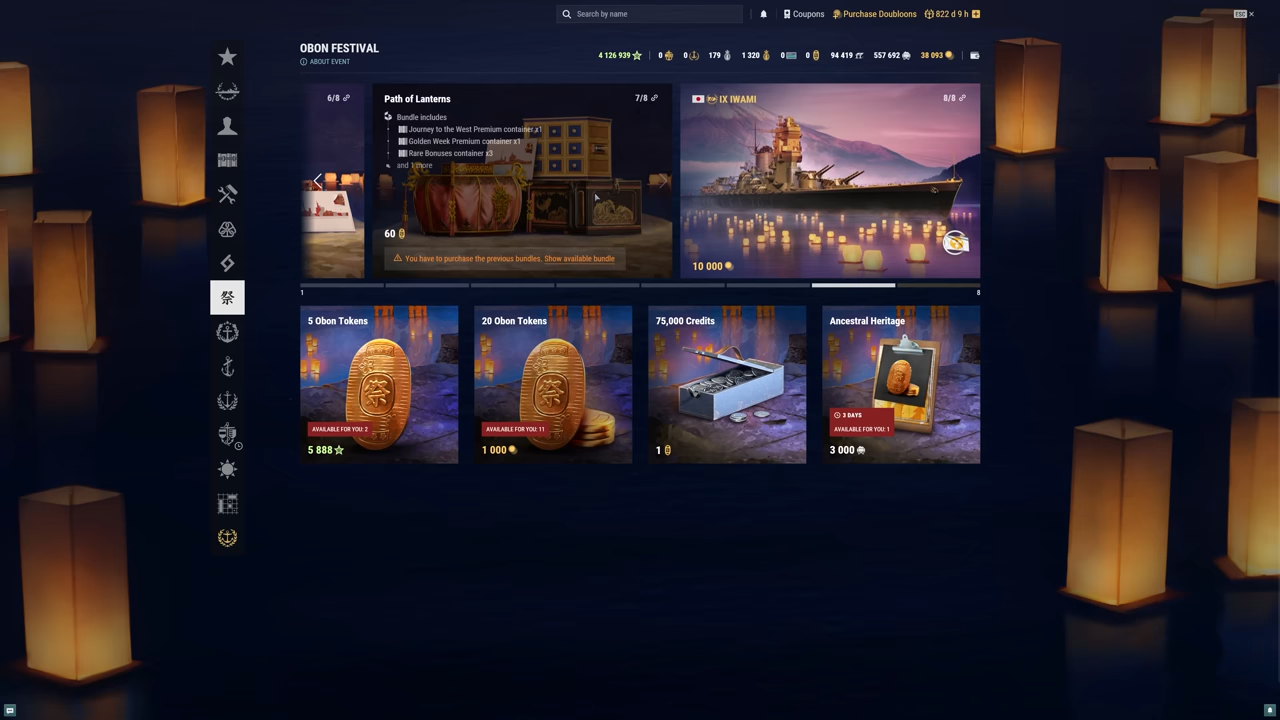 Search by name
Coupons
Purchase Doubloons
822 d 9 h
ESC
OBON FESTIVAL
ABOUT EVENT
4 126 939
0
0
179
1 320
0
0
94 419
557 692
38 093
6/8
Path of Lanterns
7/8
Bundle includes
Journey to the West Premium container x1
Golden Week Premium container x1
Rare Bonuses container x3
and 1 more
60
You have to purchase the previous bundles. Show available bundle
IX IWAMI
8/8
10 000
1
8
祭
5 Obon Tokens
祭
AVAILABLE FOR YOU: 2
5 888
20 Obon Tokens
祭
AVAILABLE FOR YOU: 11
1 000
75,000 Credits
1
Ancestral Heritage
3 DAYS
AVAILABLE FOR YOU: 1
3 000